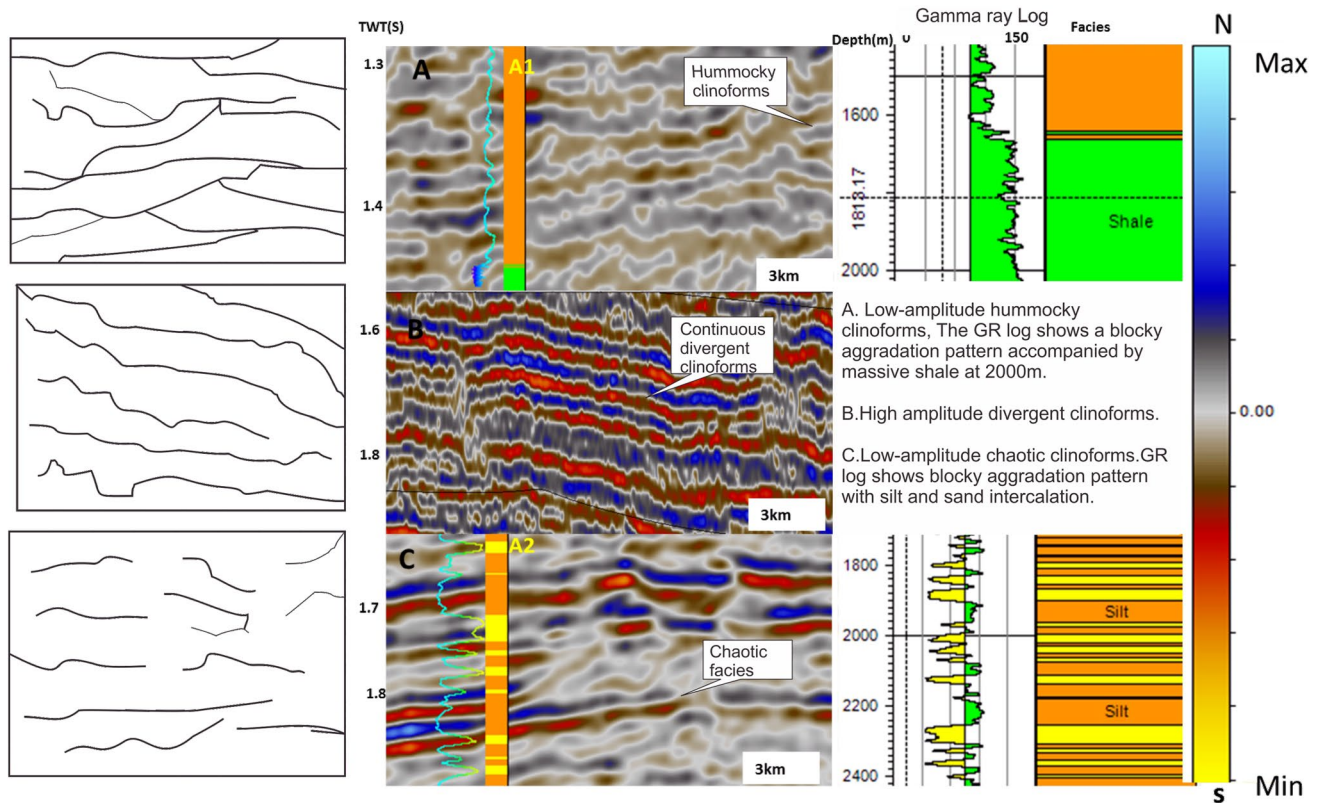 TWT(S)
Gamma ray Log
N
Depth(m)
0
150
Facies
Max
1.3
A
A1
Hummocky
clinoforms
1600
1813.17
Shale
1.4
2000
3km
1.6
B
Continuous
divergent
clinoforms
1.8
3km
A. Low-amplitude hummocky
clinoforms, The GR log shows a blocky
aggradation pattern accompanied by
massive shale at 2000m.
B.High amplitude divergent clinoforms.
C.Low-amplitude chaotic clinoforms.GR
log shows blocky aggradation pattern
with silt and sand intercalation.
0.00
C
A2
1.7
Chaotic
facies
1.8
3km
1800
Silt
2000
2200
Silt
2400
Min
s